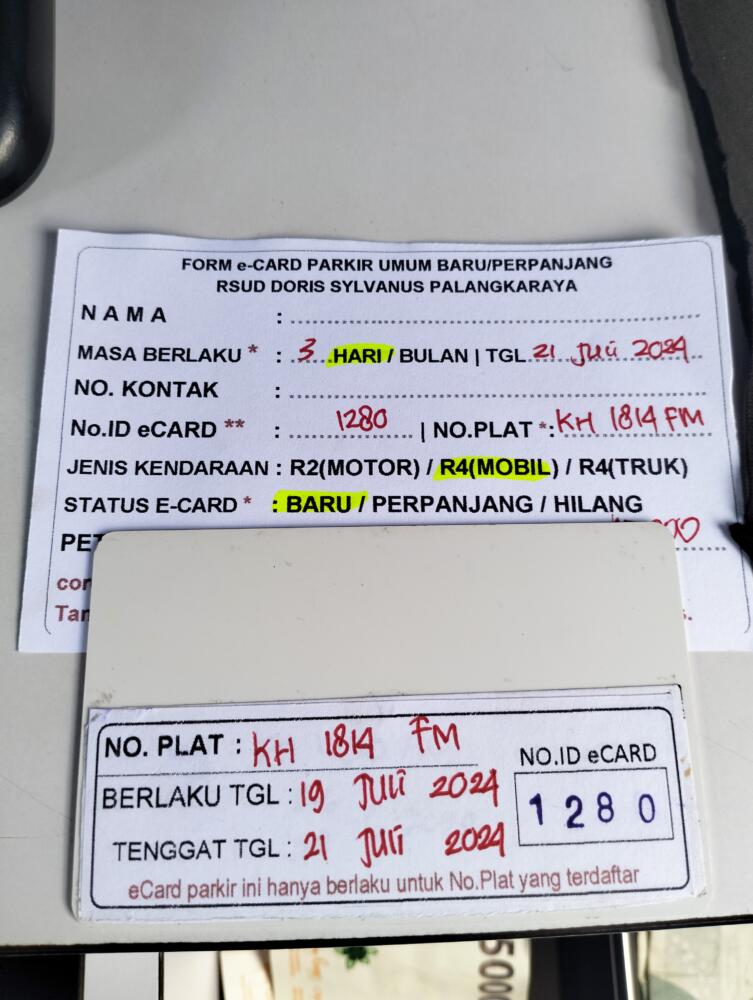 FORM e-CARD PARKIR UMUM BARU/PERPANJANG
RSUD DORIS SYLVANUS PALANGKARAYA
NAMA :
MASA BERLAKU * : 3 HARI / BULAN | TGL 21 Juli 2024
NO. KONTAK :
No.ID eCARD ** : 1280 | NO.PLAT *: KH 1814 FM
JENIS KENDARAAN : R2(MOTOR) / R4(MOBIL) / R4(TRUK)
STATUS E-CARD * : BARU / PERPANJANG / HILANG
NO. PLAT : KH 1814 FM
NO.ID eCARD
BERLAKU TGL : 19 JULI 2024
1280
TENGGAT TGL : 21 JULI 2024
eCard parkir ini hanya berlaku untuk No.Plat yang terdaftar